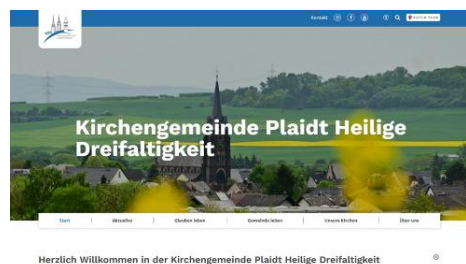 Kontakt
Kirchengemeinde Plaidt Heilige
Dreifaltigkeit
Start
Aktuelles
Glauben leben
Gemeinde leben
Unsere Kirchen
Über uns
Herzlich Willkommen in der Kirchengemeinde Plaidt Heilige Dreifaltigkeit